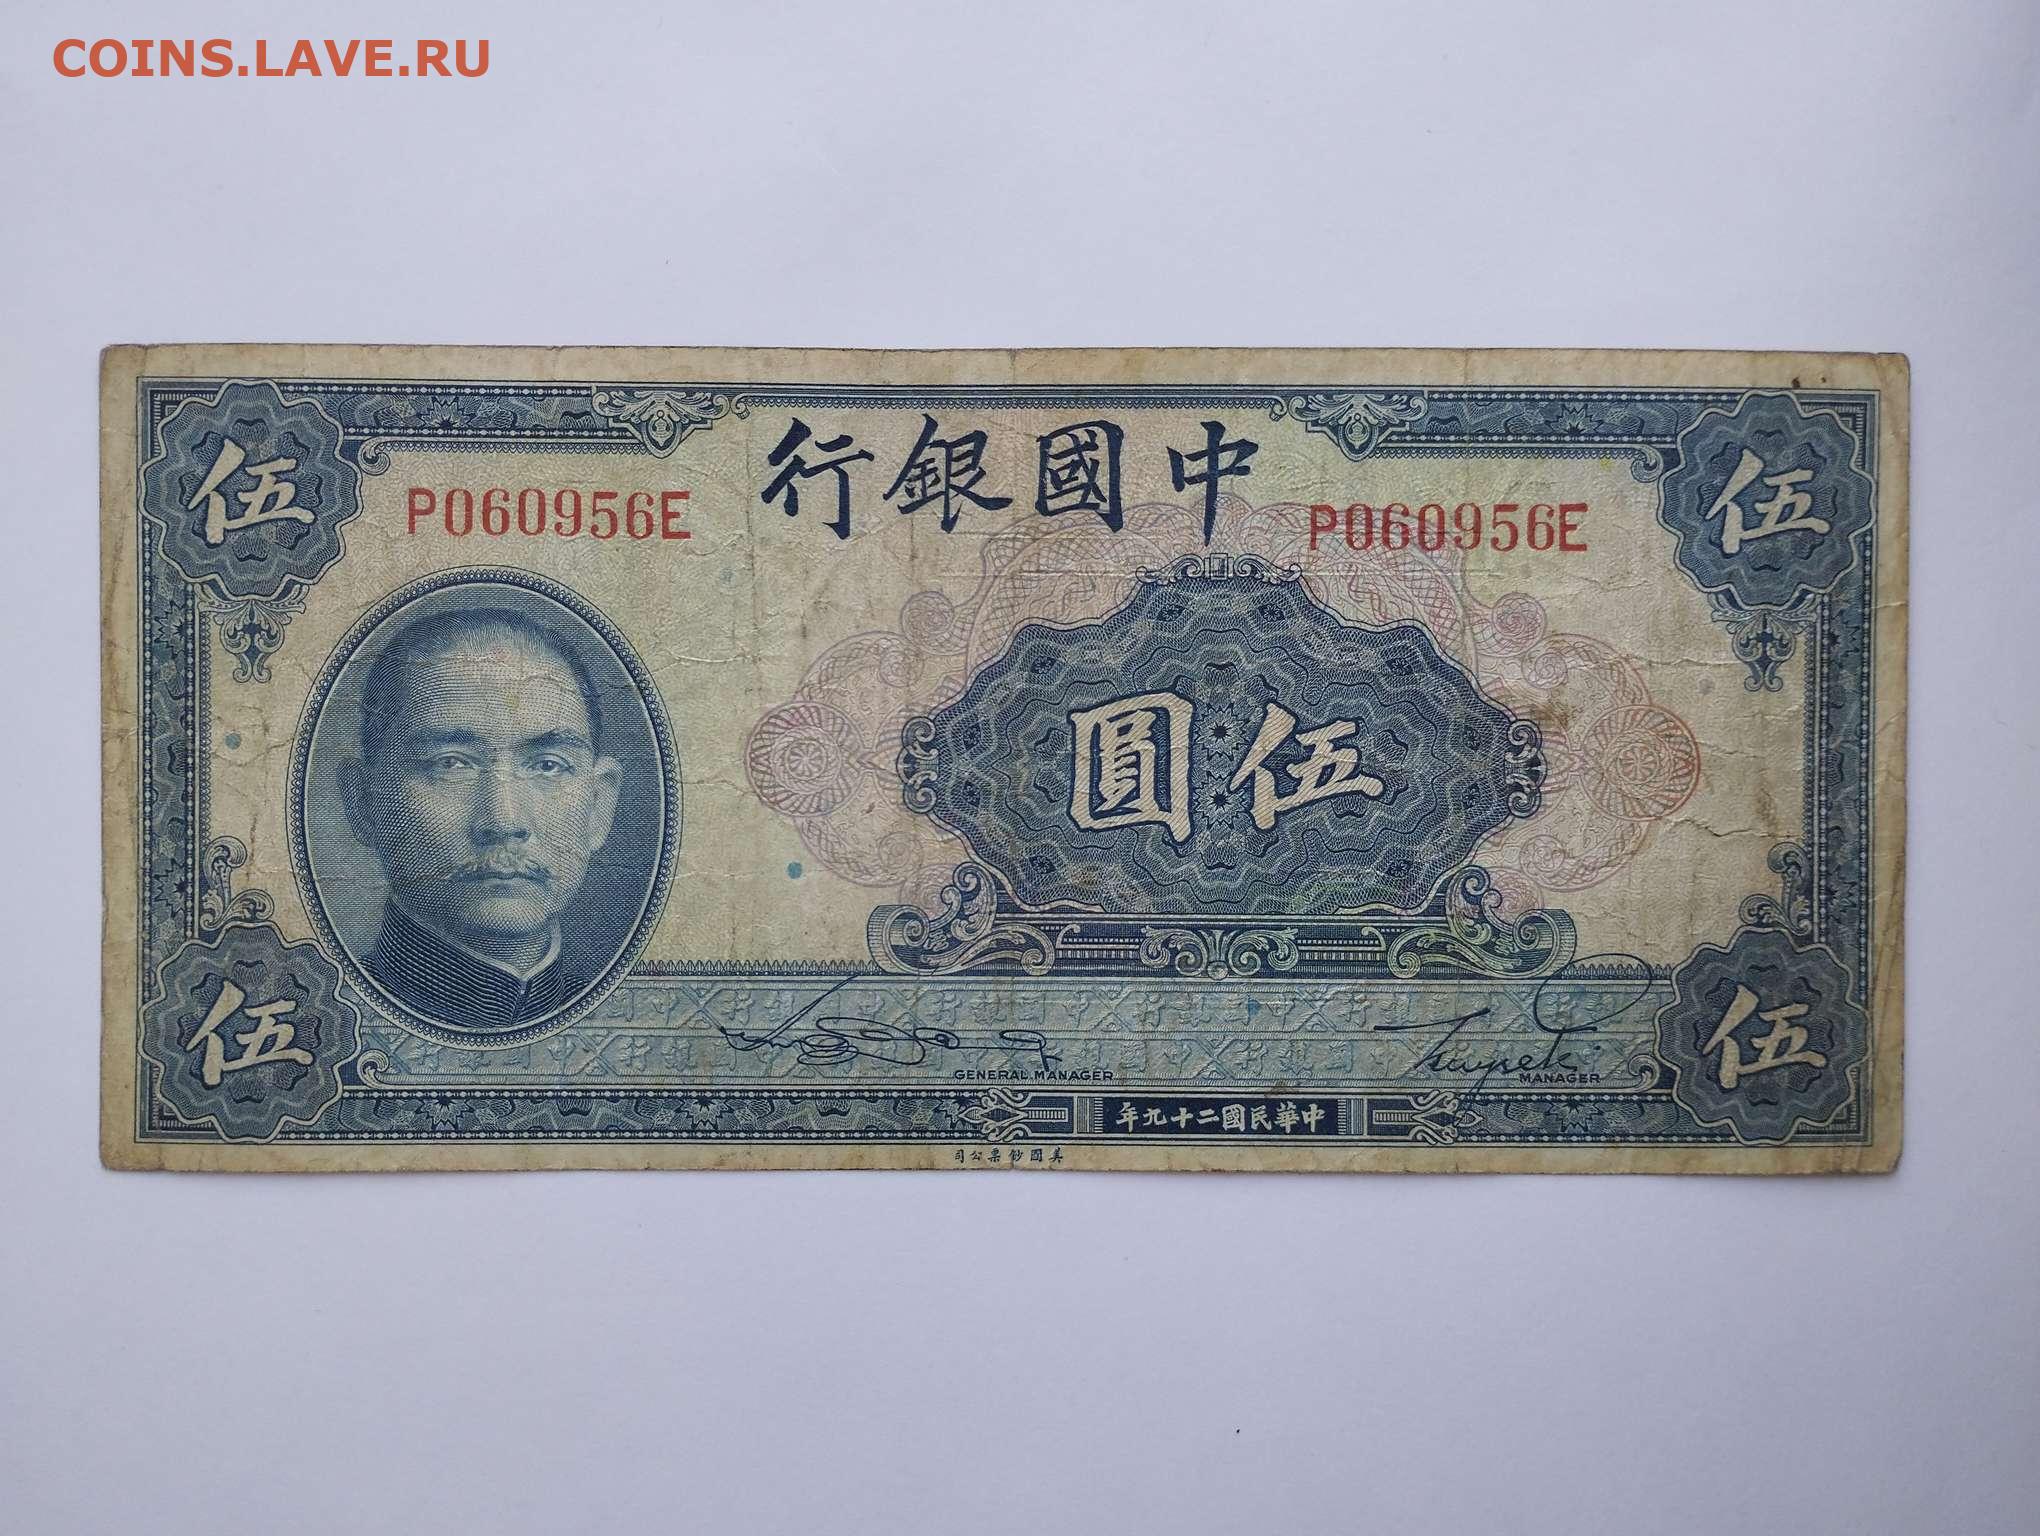 COINS.LAVE.RU
中國銀行
伍
伍
P060956E
P060956E
伍圓
伍
伍
GENERAL MANAGER
MANAGER
中華民國二十九年
美國鈔票公司